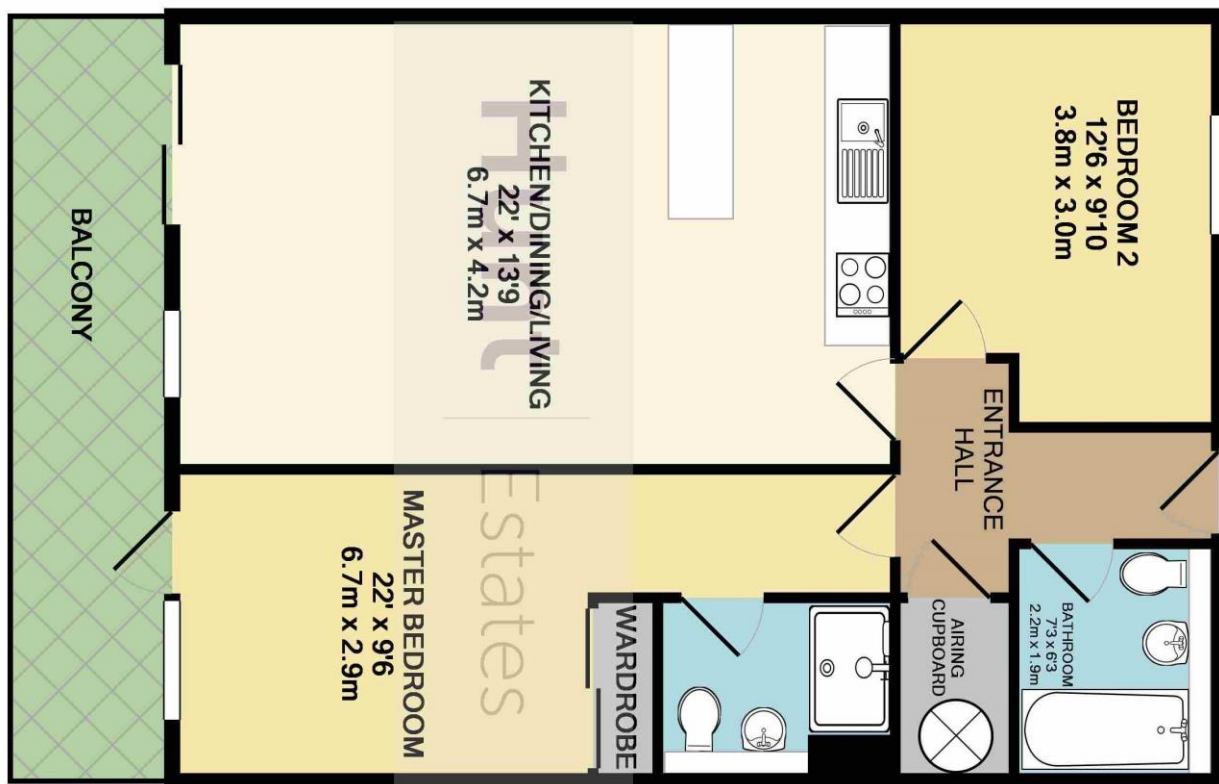 BEDROOM 2
12'6 x 9'10
3.8m x 3.0m
KITCHEN/DINING/LIVING
22' x 13'9
6.7m x 4.2m
BALCONY
ENTRANCE
HALL
MASTER BEDROOM
22' x 9'6
6.7m x 2.9m
WARDROBE
AIRING
CUPBOARD
BATHROOM
7'3 x 6'3
2.2m x 1.9m
Hunt
Estates